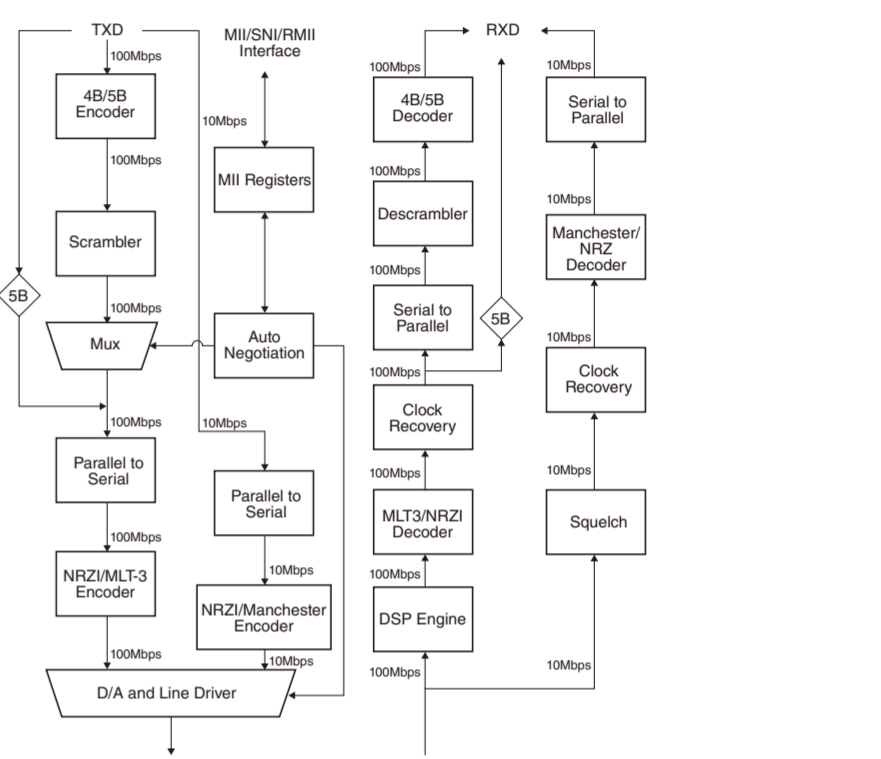 TXD
100Mbps
4B/5B
Encoder
100Mbps
Scrambler
5B
100Mbps
Mux
100Mbps
Parallel to
Serial
100Mbps
NRZI/MLT-3
Encoder
100Mbps
D/A and Line Driver
MII/SNI/RMII
Interface
10Mbps
MII Registers
Auto
Negotiation
10Mbps
Parallel to
Serial
10Mbps
NRZI/Manchester
Encoder
10Mbps
RXD
100Mbps
4B/5B
Decoder
100Mbps
Descrambler
100Mbps
Serial to
Parallel
5B
100Mbps
Clock
Recovery
100Mbps
MLT3/NRZI
Decoder
100Mbps
DSP Engine
100Mbps
10Mbps
Serial to
Parallel
10Mbps
Manchester/
NRZ
Decoder
10Mbps
Clock
Recovery
10Mbps
Squelch
10Mbps